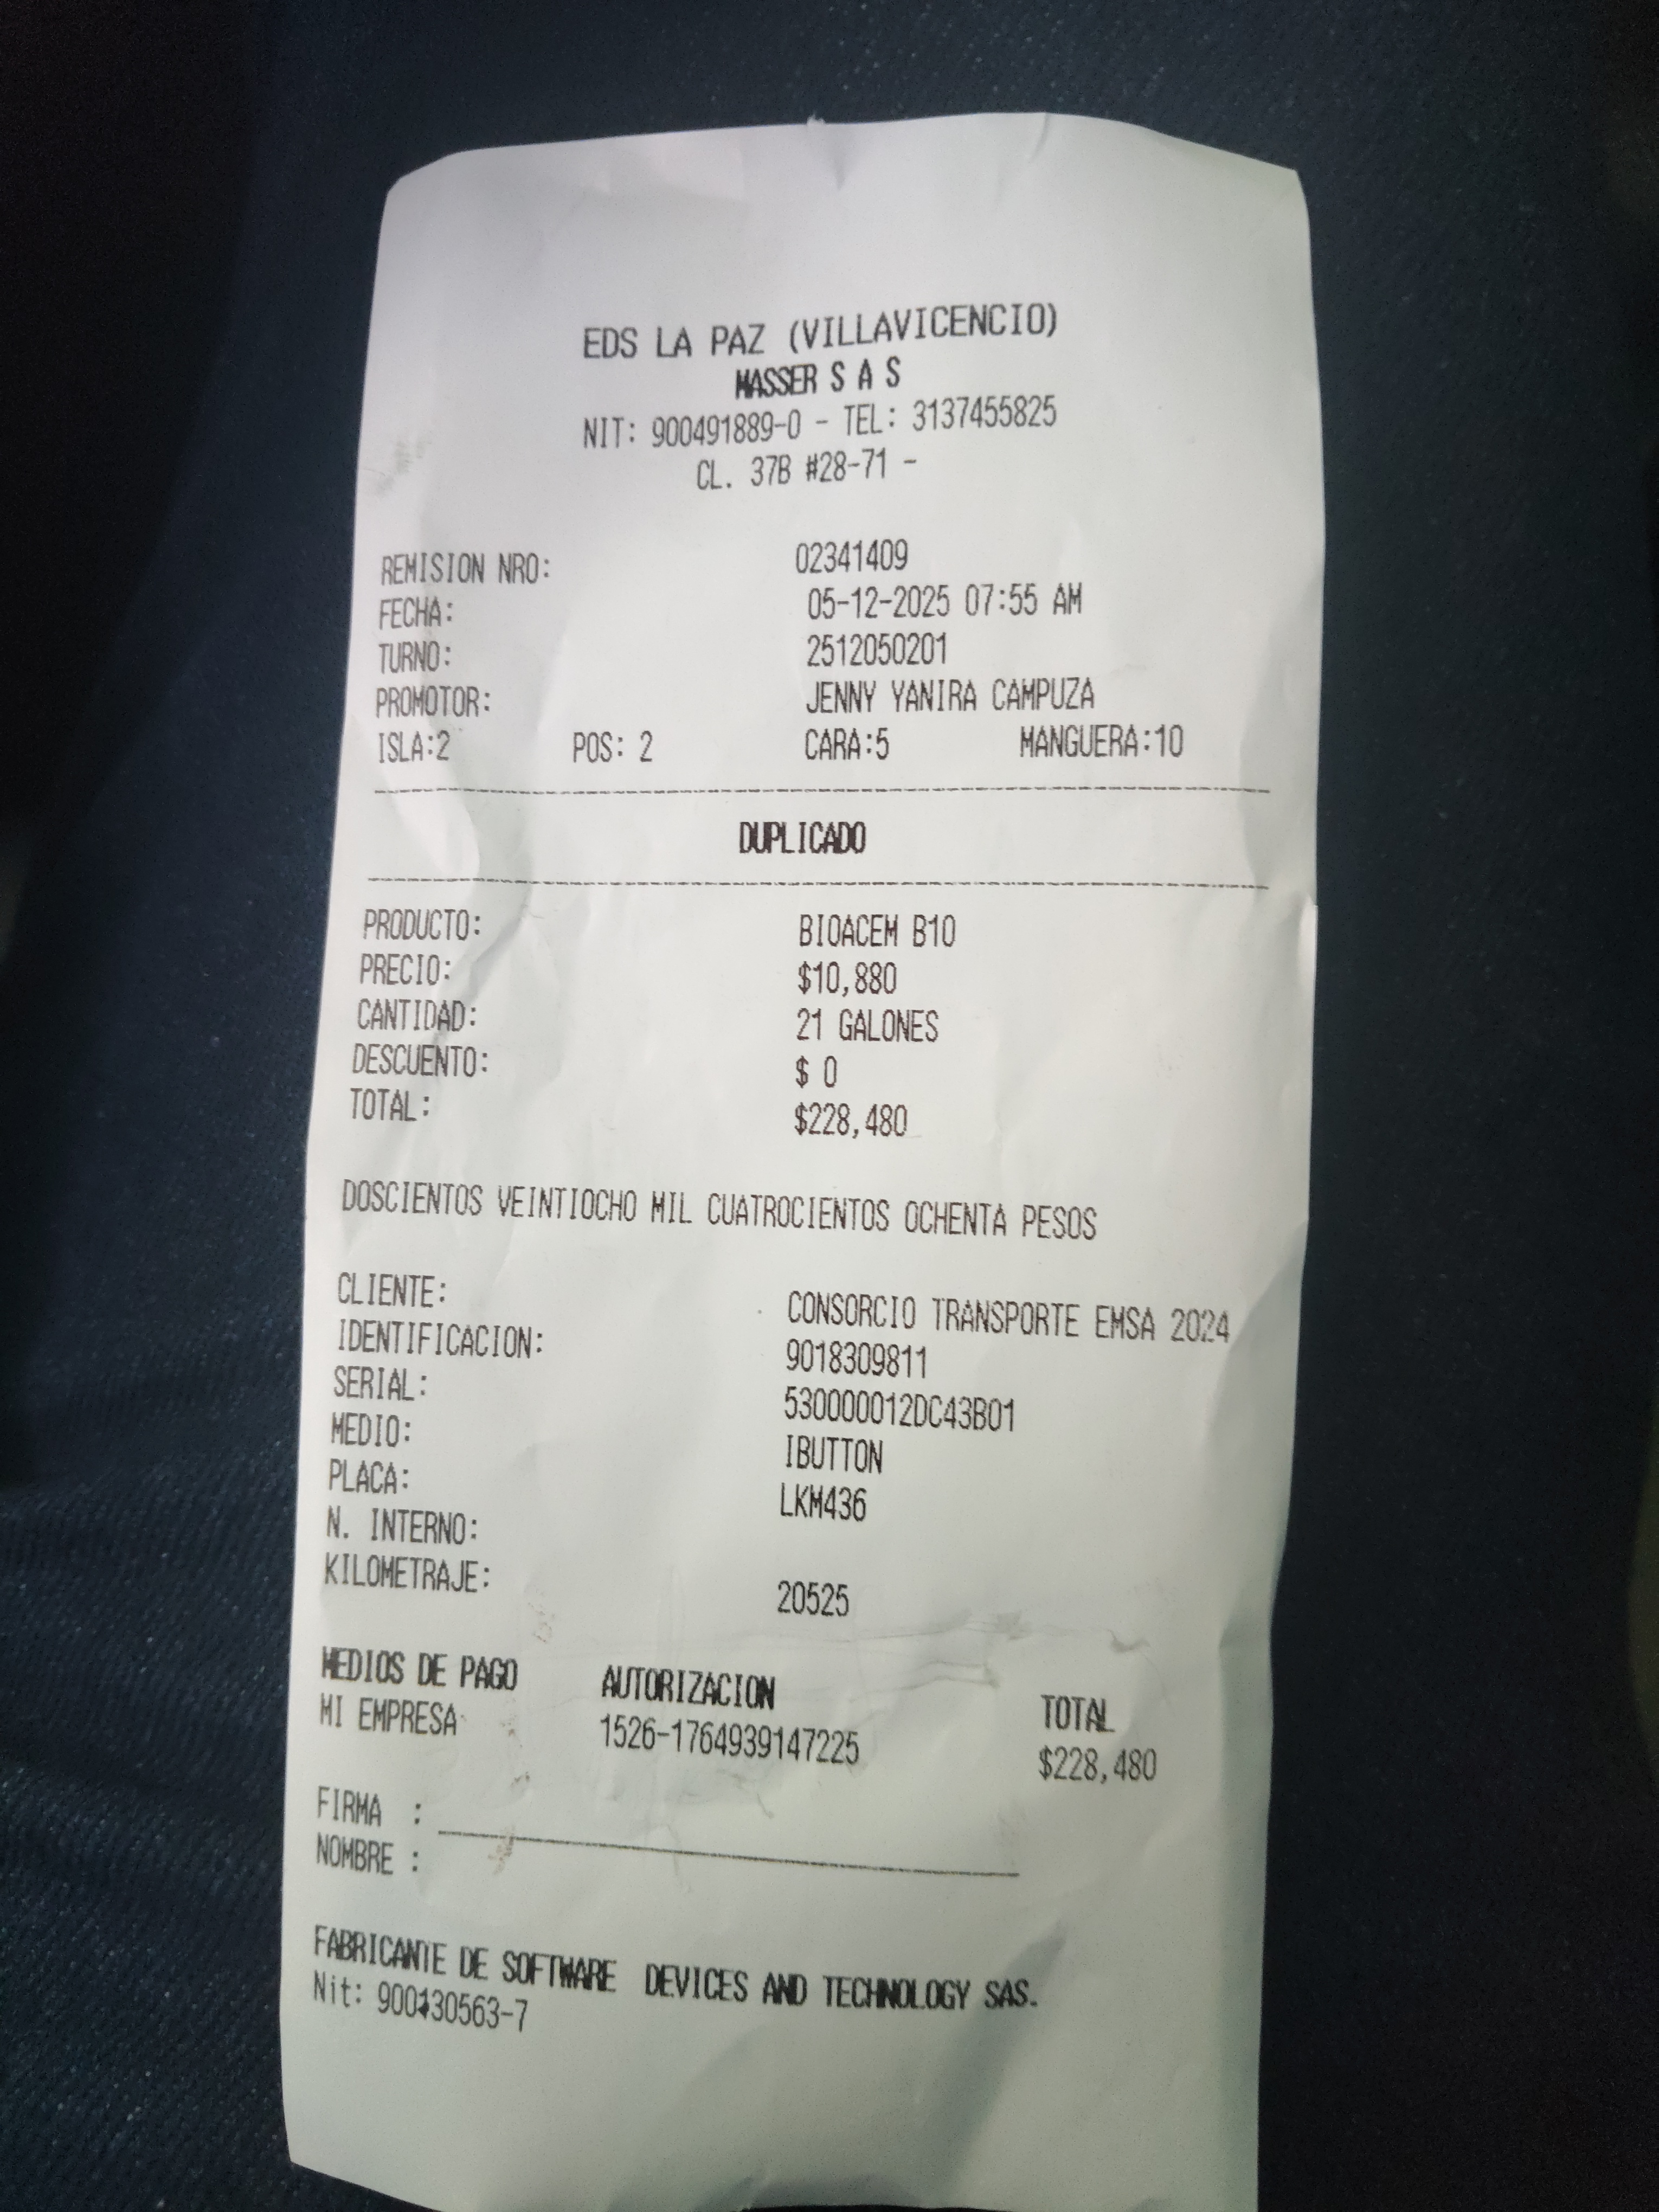 EDS LA PAZ (VILLAVICENCIO)
MASSER S A S
NIT: 900491889-0 - TEL: 3137455825
CL. 37B #28-71 -
REMISION NRO: 02341409
FECHA: 05-12-2025 07:55 AM
TURNO: 2512050201
PROMOTOR: JENNY YANIRA CAMPUZA
ISLA:2 POS: 2 CARA:5 MANGUERA:10
DUPLICADO
PRODUCTO: BIOACEM B10
PRECIO: $10,880
CANTIDAD: 21 GALONES
DESCUENTO: $ 0
TOTAL: $228,480
DOSCIENTOS VEINTIOCHO MIL CUATROCIENTOS OCHENTA PESOS
CLIENTE: CONSORCIO TRANSPORTE EMSA 2024
IDENTIFICACION: 9018309811
SERIAL: 530000012DC43B01
MEDIO: IBUTTON
PLACA: LKM436
N. INTERNO:
KILOMETRAJE: 20525
MEDIOS DE PAGO AUTORIZACION TOTAL
MI EMPRESA 1526-1764939147225 $228,480
FIRMA :
NOMBRE :
FABRICANTE DE SOFTWARE DEVICES AND TECHNOLOGY SAS.
Nit: 900130563-7